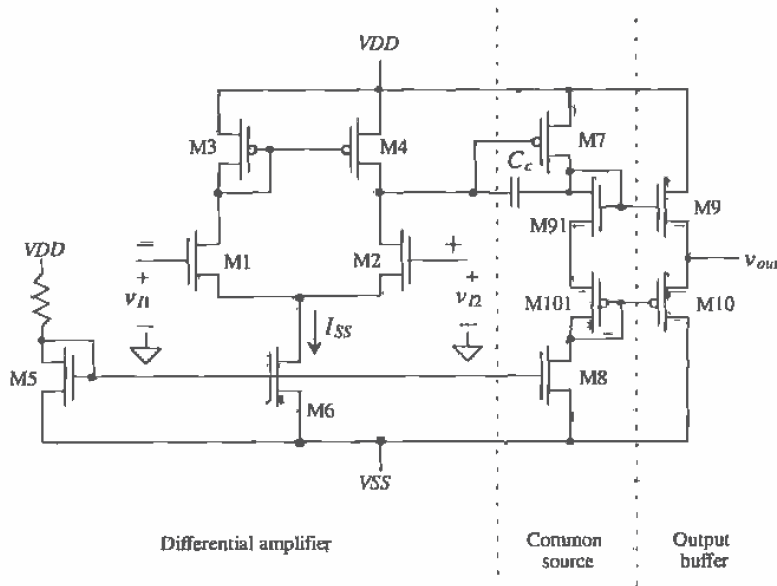 VDD
M3
M4
M7
C_c
M91
M9
VDD
M1
M2
v_I1
v_I2
v_out
M101
M10
I_SS
M5
M6
M8
VSS
Differential amplifier
Common source
Output buffer